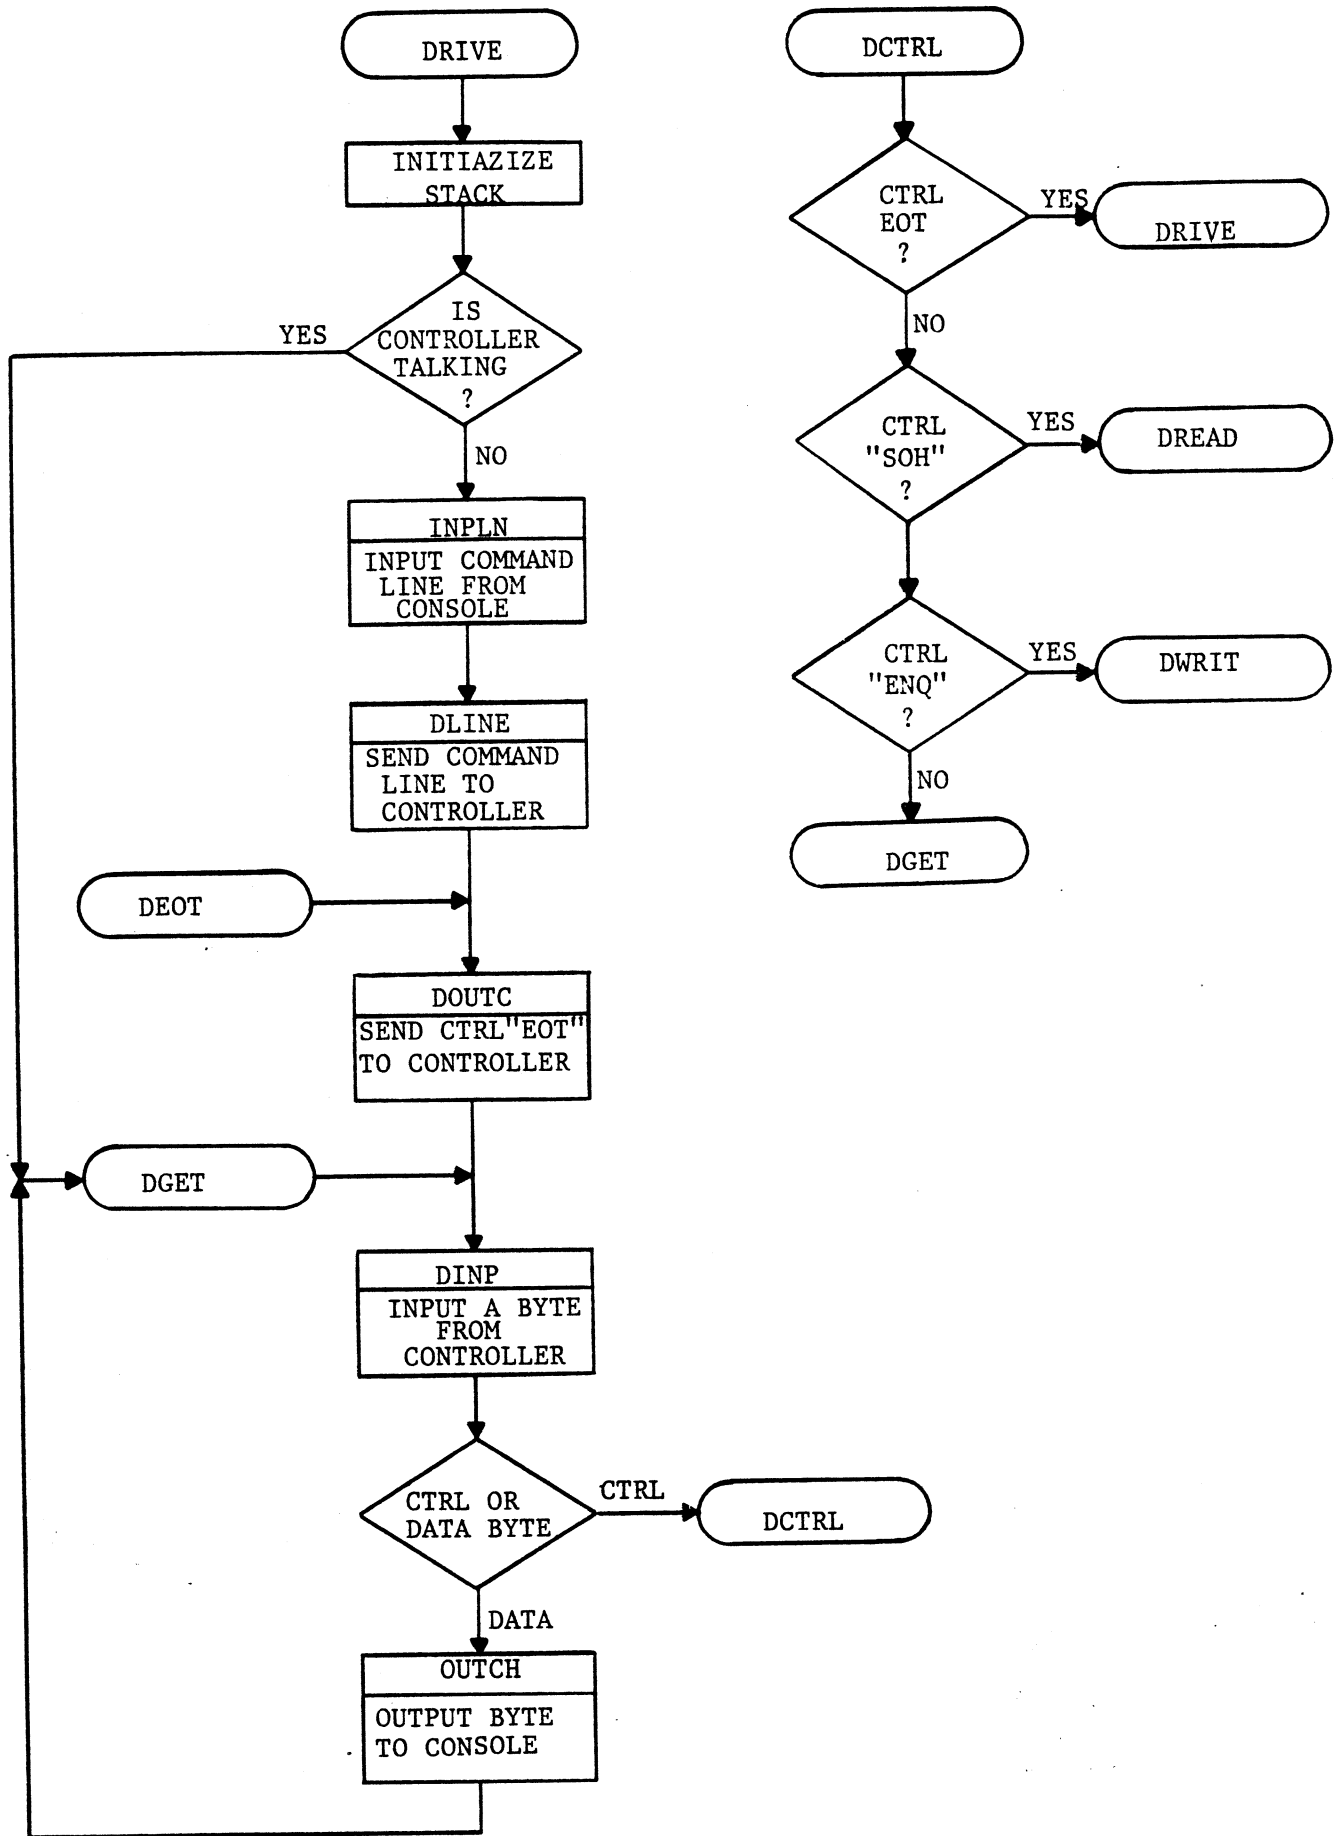 DRIVE
INITIAZIZE
STACK
IS
CONTROLLER
TALKING
?
YES
NO
INPLN
INPUT COMMAND
LINE FROM
CONSOLE
DLINE
SEND COMMAND
LINE TO
CONTROLLER
DEOT
DOUTC
SEND CTRL"EOT"
TO CONTROLLER
DGET
DINP
INPUT A BYTE
FROM
CONTROLLER
CTRL OR
DATA BYTE
CTRL
DCTRL
DATA
OUTCH
OUTPUT BYTE
TO CONSOLE
DCTRL
CTRL
EOT
?
YES
DRIVE
NO
CTRL
"SOH"
?
YES
DREAD
CTRL
"ENQ"
?
YES
DWRIT
NO
DGET